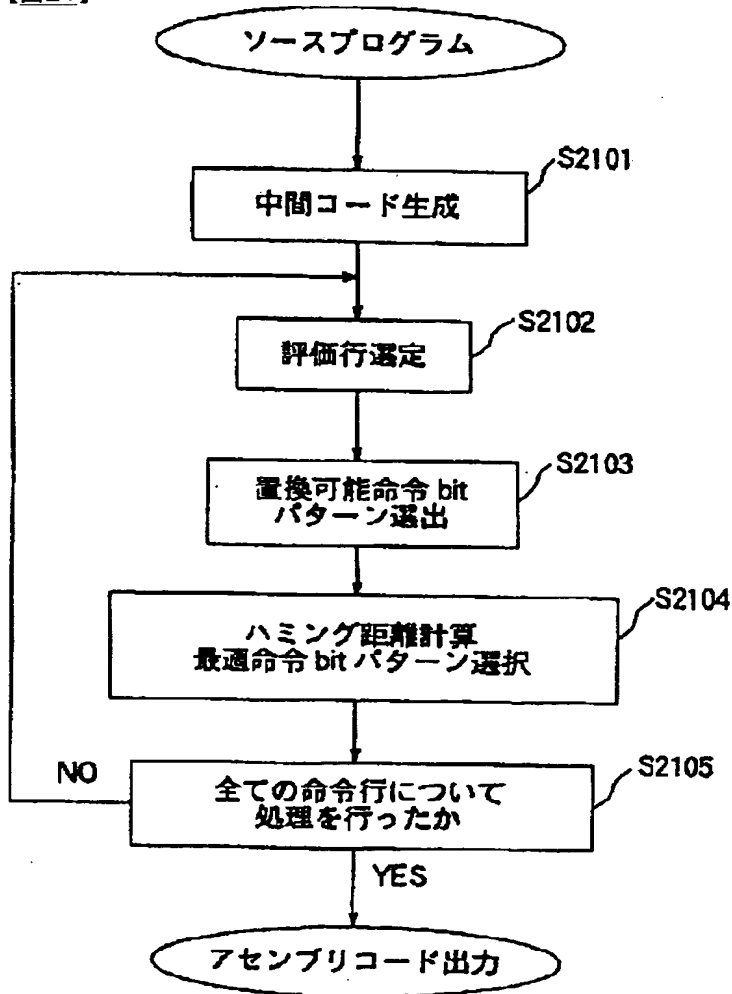 ソースプログラム
S2101
中間コード生成
S2102
評価行選定
S2103
置換可能命令 bit
パターン選出
S2104
ハミング距離計算
最適命令 bit パターン選択
S2105
NO
全ての命令行について
処理を行ったか
YES
アセンブリコード出力